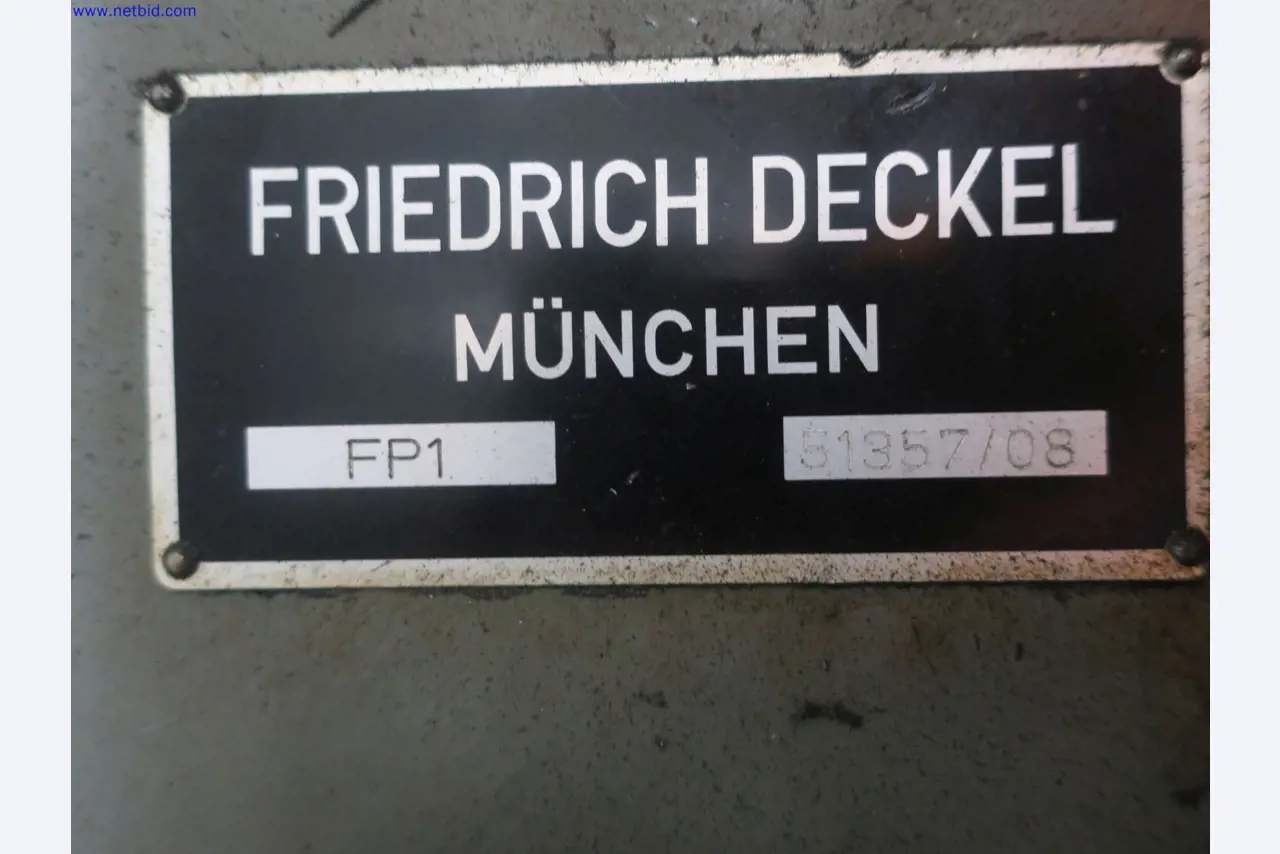 www.netbid.com
FRIEDRICH DECKEL
MÜNCHEN
FP1 51357/08